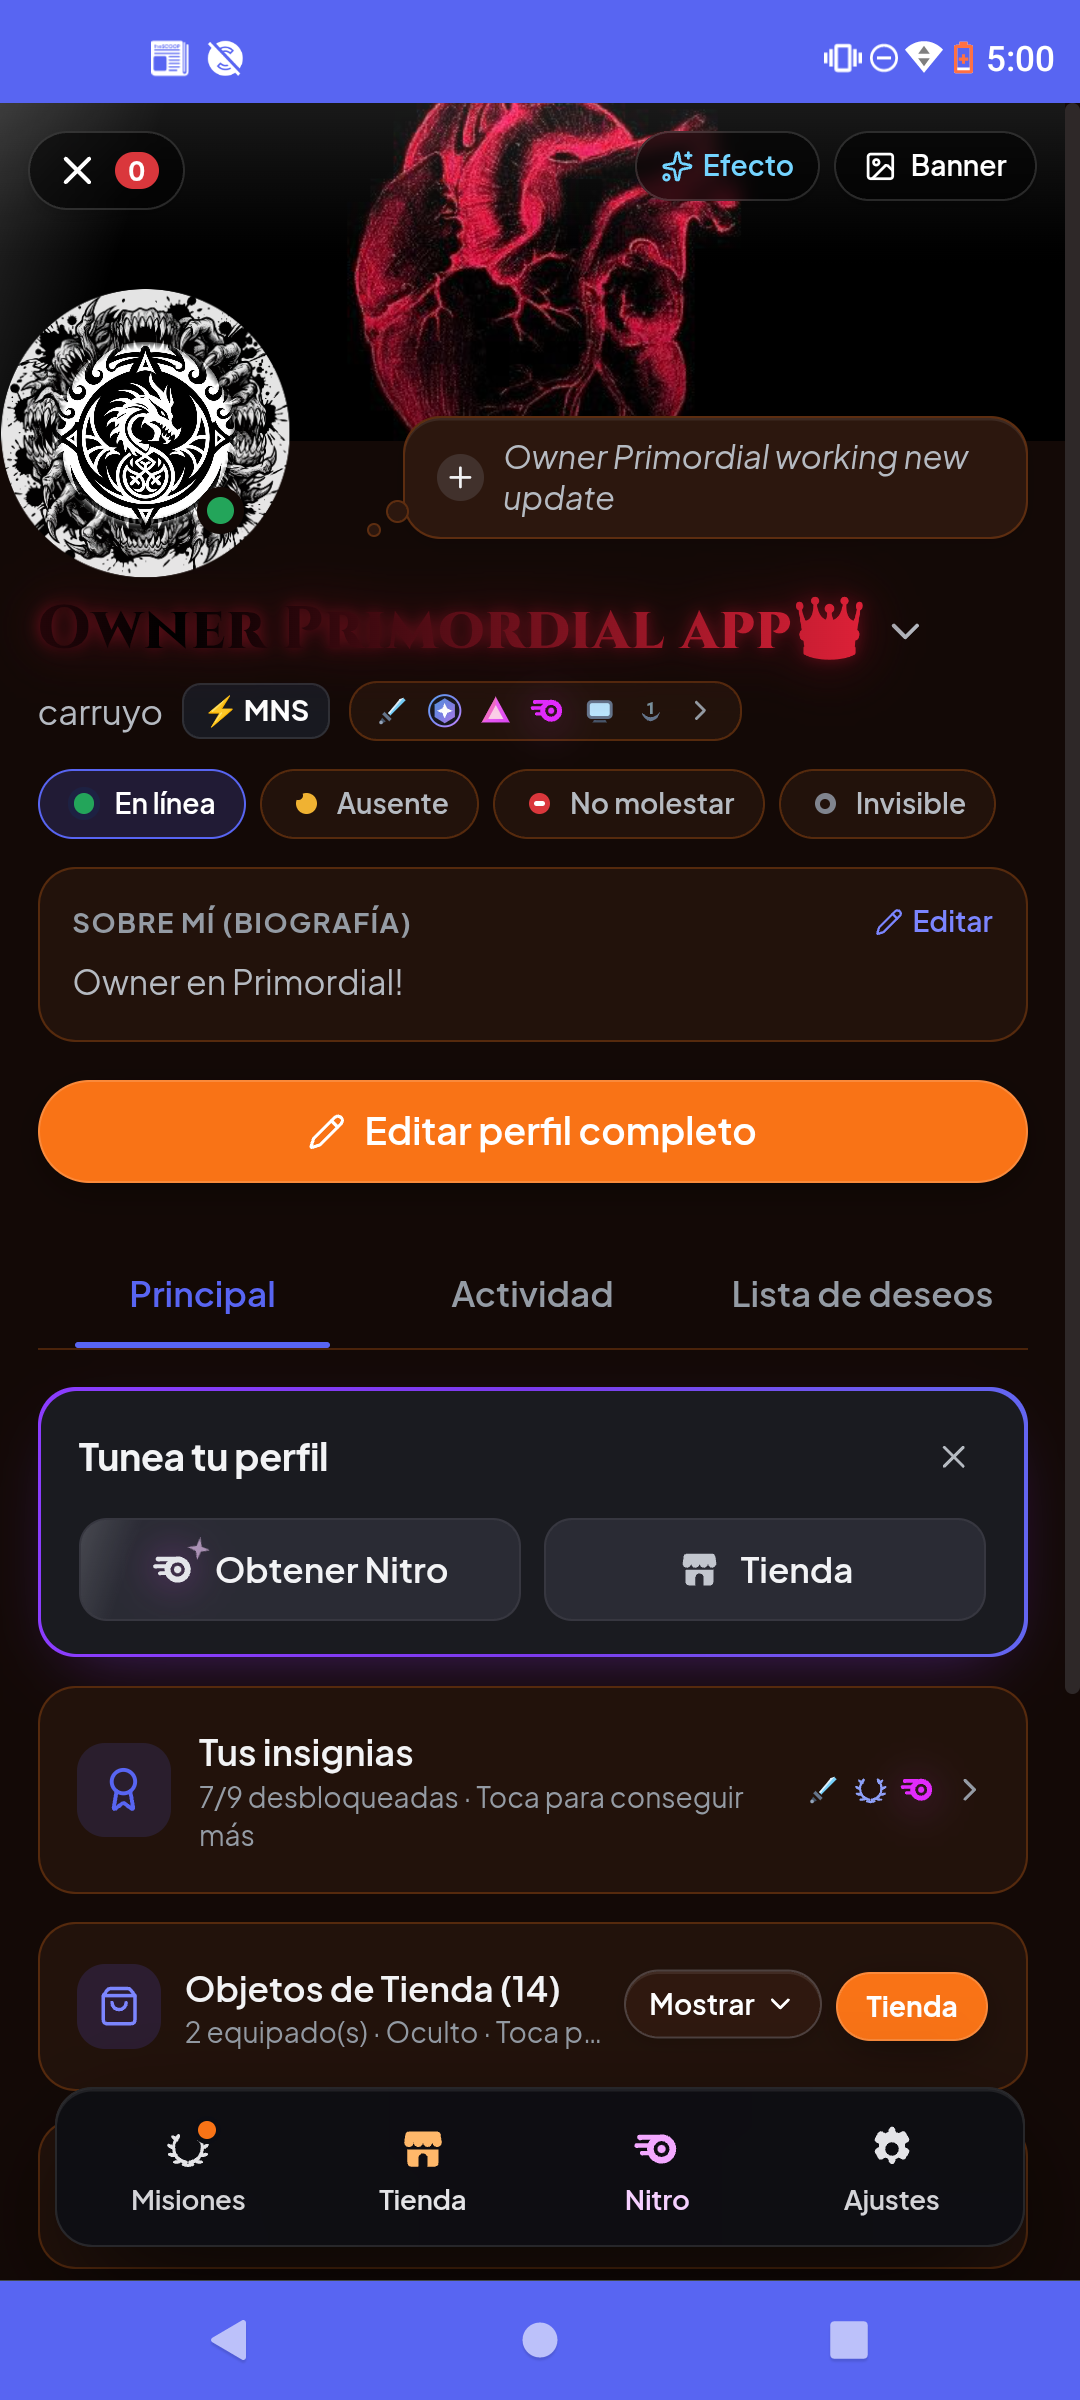 5:00
0
Efecto
Banner
Owner Primordial working new
update
Owner Primordial app
carruyo
MNS
1
En línea
Ausente
No molestar
Invisible
SOBRE MÍ (BIOGRAFÍA)
Editar
Owner en Primordial!
Editar perfil completo
Principal
Actividad
Lista de deseos
Tunea tu perfil
Obtener Nitro
Tienda
Tus insignias
7/9 desbloqueadas · Toca para conseguir
más
Objetos de Tienda (14)
2 equipado(s) · Oculto · Toca p...
Mostrar
Tienda
Misiones
Tienda
Nitro
Ajustes